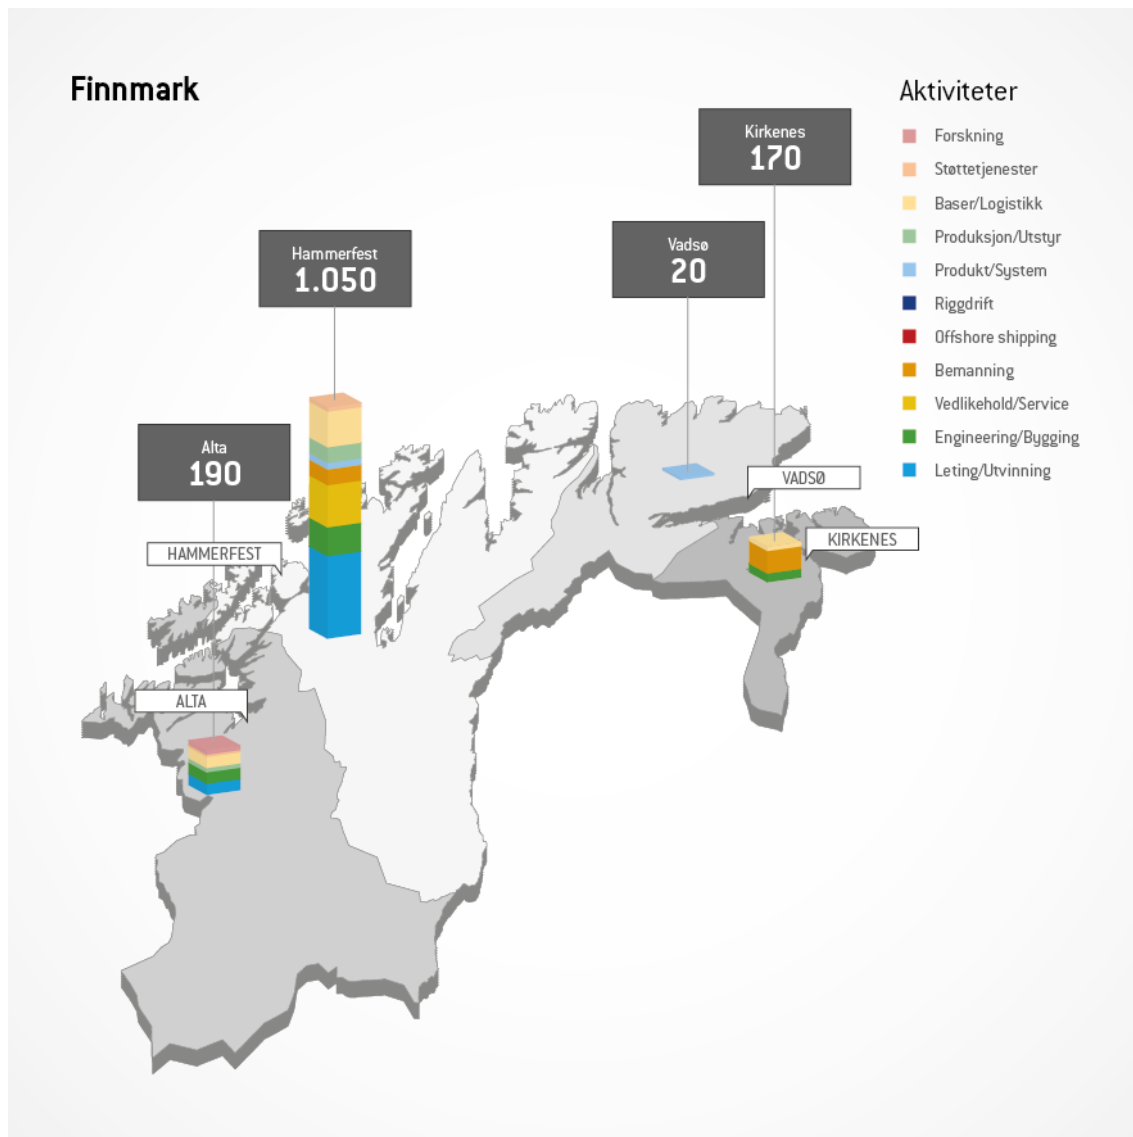 Finnmark
Aktiviteter
Forskning
Støttetjenester
Baser/Logistikk
Produksjon/Utstyr
Produkt/System
Riggdrift
Offshore shipping
Bemanning
Vedlikehold/Service
Engineering/Bygging
Leting/Utvinning
Kirkenes
170
Vadsø
20
Hammerfest
1.050
Alta
190
VADSØ
KIRKENES
HAMMERFEST
ALTA